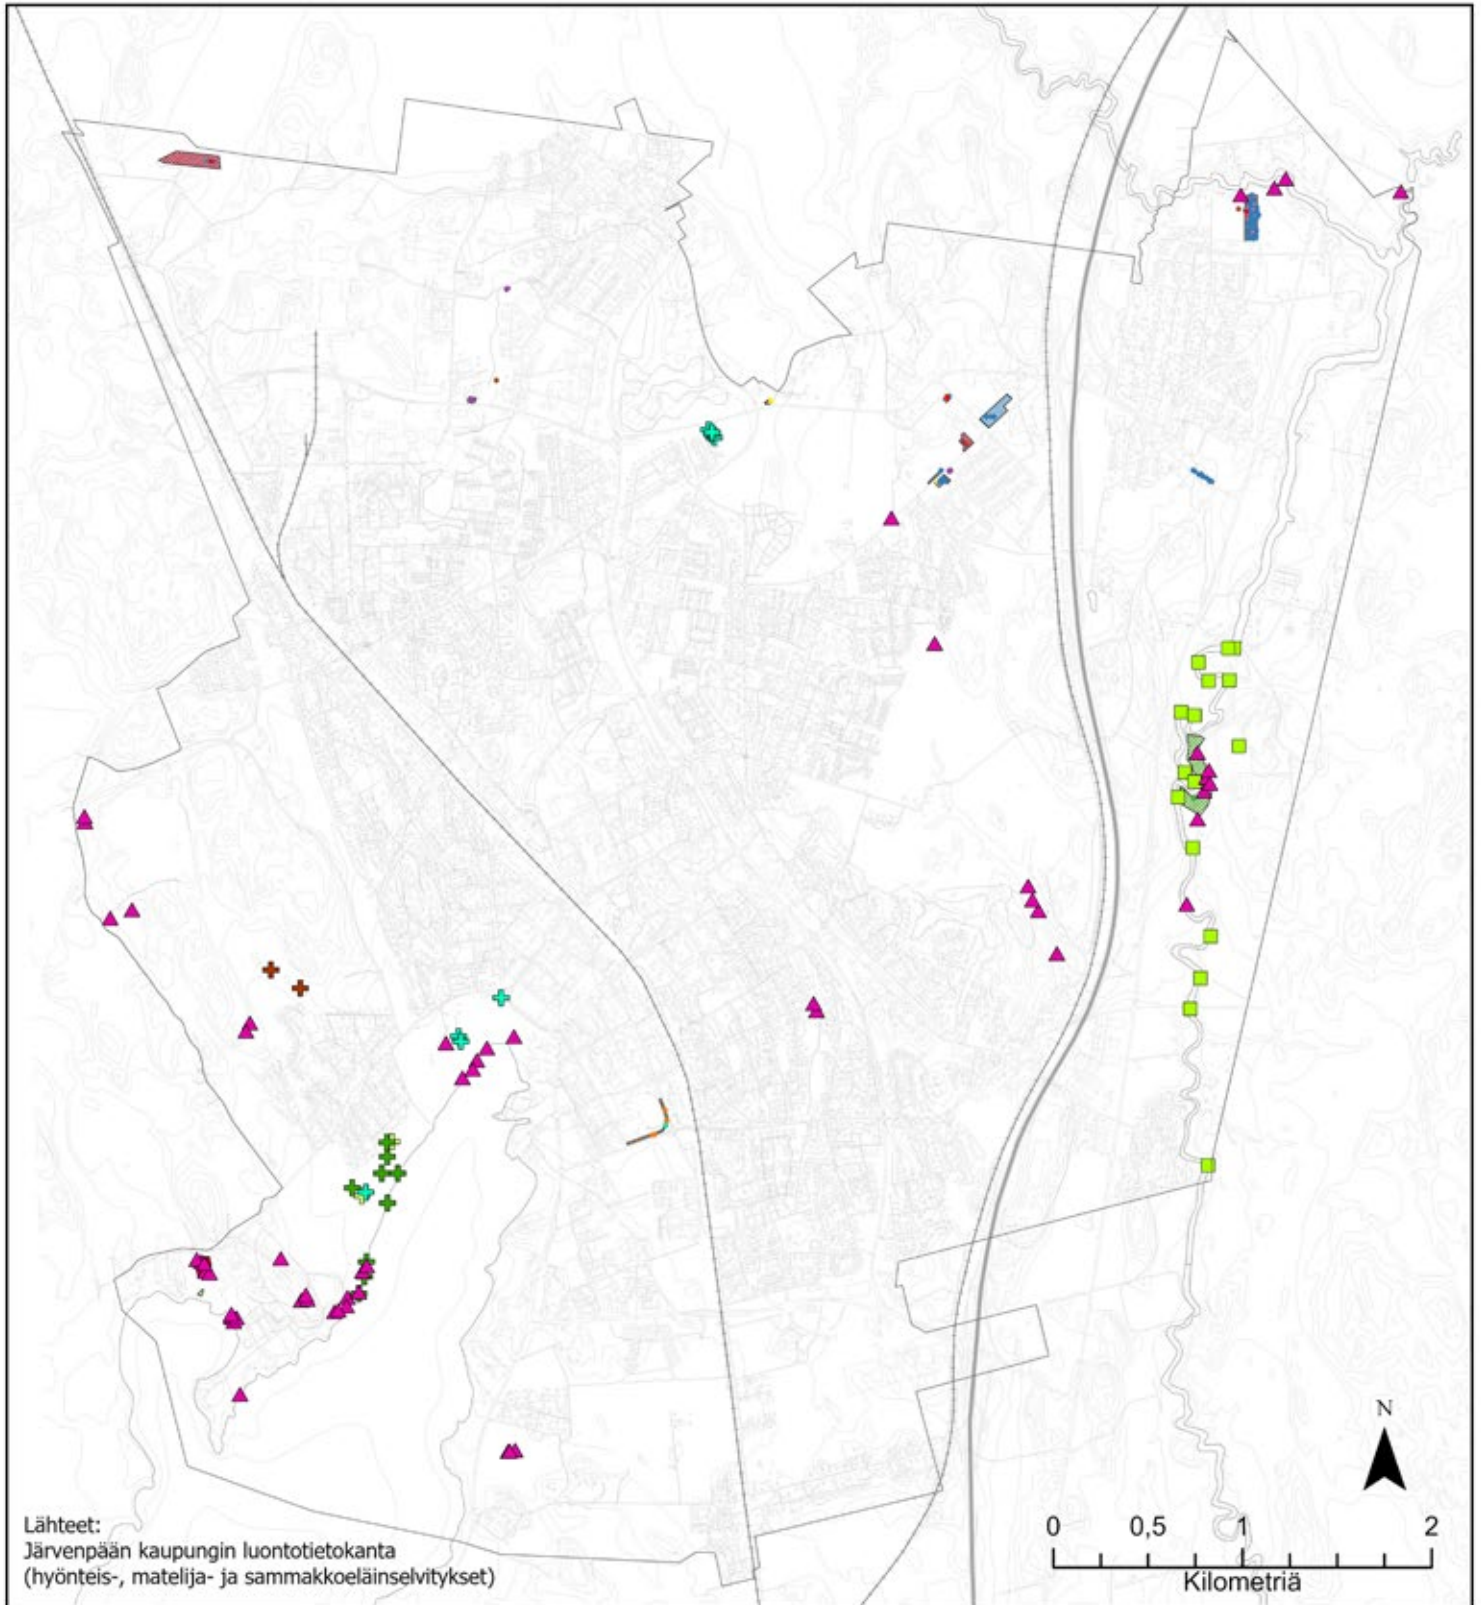 N
0 0,5 1 2
Kilometriä
Lähteet:
Järvenpään kaupungin luontotietokanta
(hyönteis-, matelija- ja sammakkoeläinselvitykset)